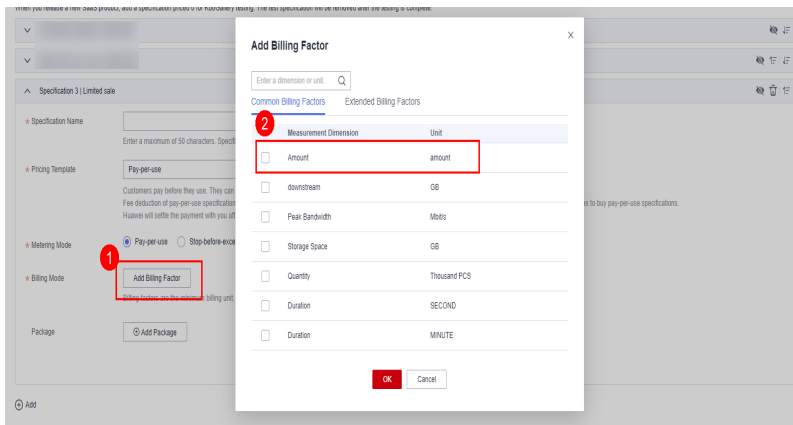 When you release a new SaaS product, add a specification priced 0 for KooGallery testing. The test specification will be removed after the testing is complete.
Specification 3 | Limited sale
* Specification Name
Enter a maximum of 50 characters. Specifi
* Pricing Template
Pay-per-use
Customers pay before they use. They can
Fee deduction of pay-per-use specification
s to buy pay-per-use specifications.
Huawei will settle the payment with you aft
* Metering Mode
Pay-per-use
Stop-before-exce
1
* Billing Mode
Add Billing Factor
Billing factors are the minimum billing unit.
Package
Add Package
Add
Add Billing Factor
X
Enter a dimension or unit.
Common Billing Factors
Extended Billing Factors
2
Measurement Dimension
Unit
Amount
amount
downstream
GB
Peak Bandwidth
Mbit/s
Storage Space
GB
Quantity
Thousand PCS
Duration
SECOND
Duration
MINUTE
OK
Cancel